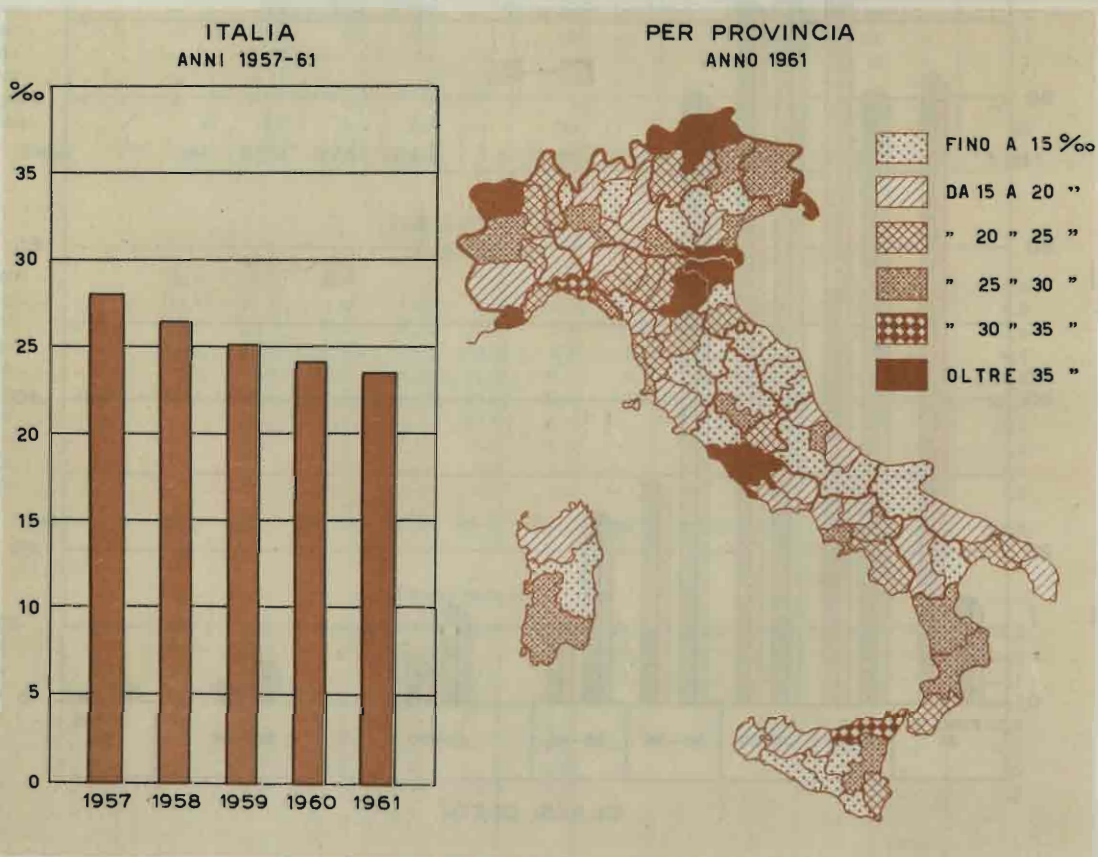 ITALIA
ANNI 1957-61
‰
35
30
25
20
15
10
5
0
1957 1958 1959 1960 1961
PER PROVINCIA
ANNO 1961
FINO A 15 ‰
DA 15 A 20 "
" 20 " 25 "
" 25 " 30 "
" 30 " 35 "
OLTRE 35 "